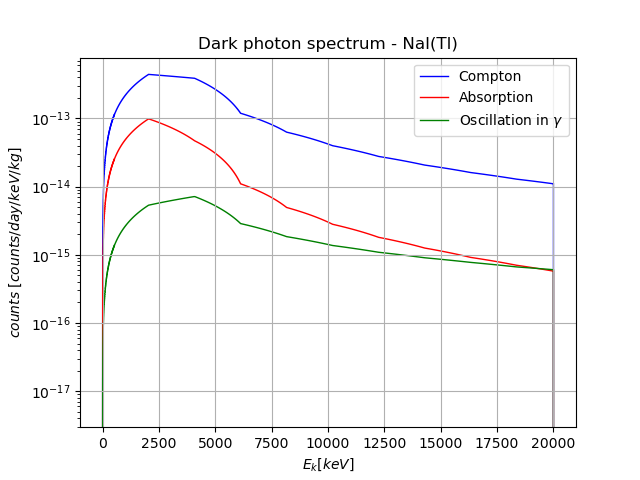 Dark photon spectrum - NaI(Tl)
Compton
Absorption
Oscillation in γ
counts [counts/day/keV/kg]
10⁻¹³
10⁻¹⁴
10⁻¹⁵
10⁻¹⁶
10⁻¹⁷
0 2500 5000 7500 10000 12500 15000 17500 20000
E_k[keV]